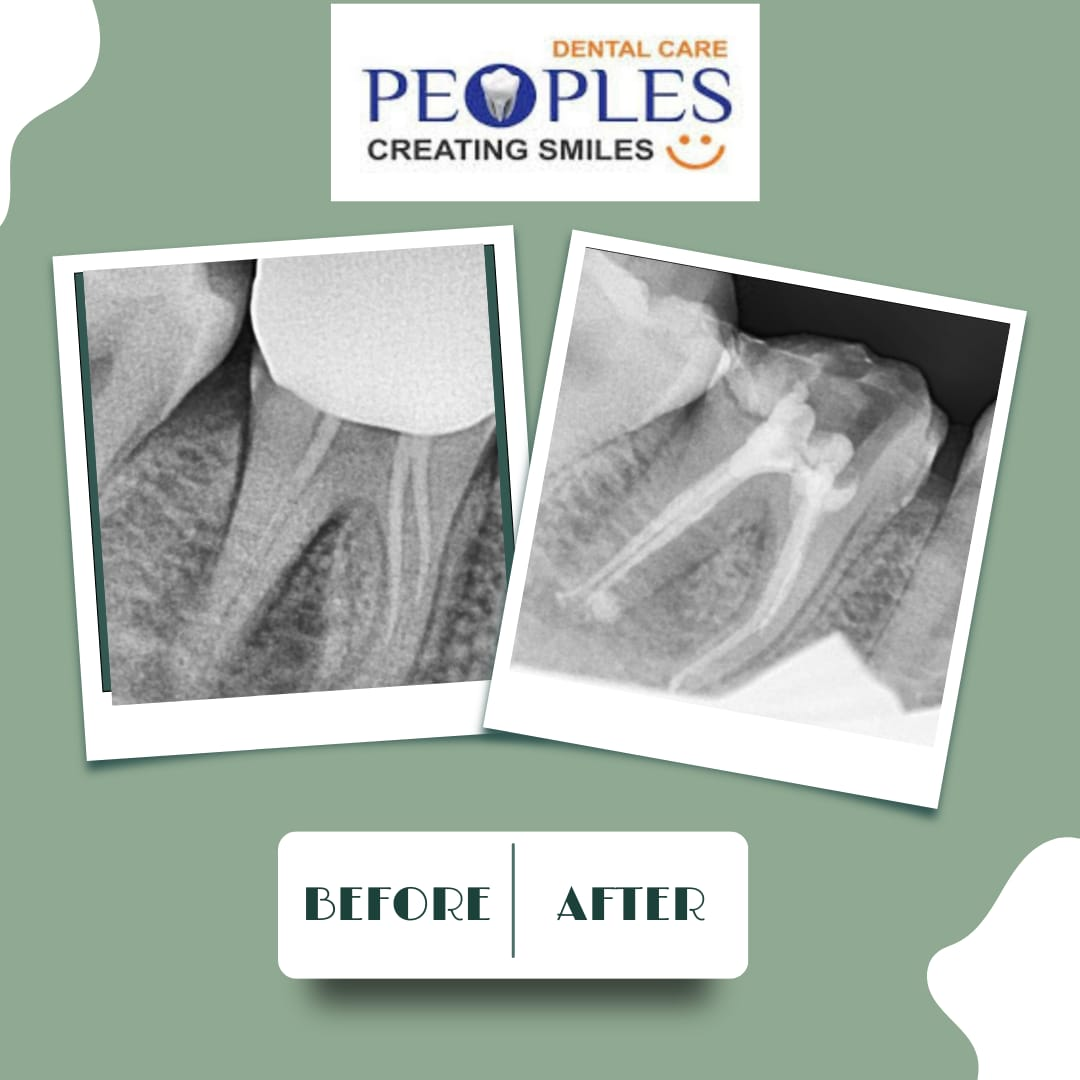 DENTAL CARE
PEOPLES
CREATING SMILES
BEFORE
AFTER